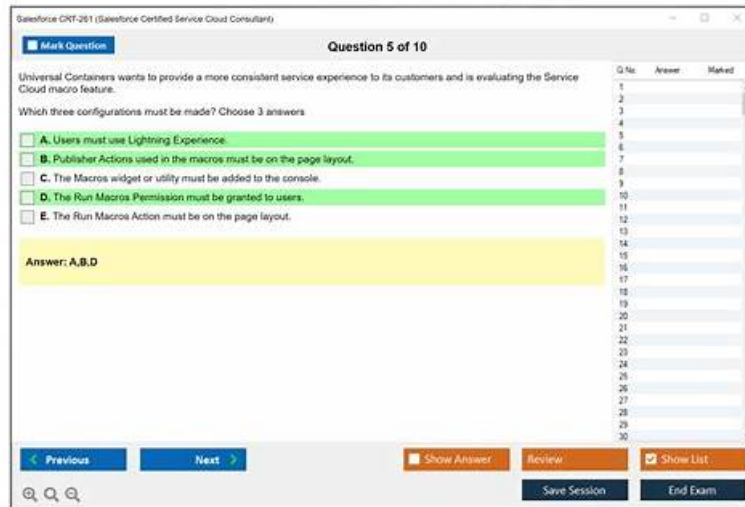 Salesforce CRT-261 (Salesforce Certified Service Cloud Consultant)
Mark Question
Question 5 of 10
Universal Containers wants to provide a more consistent service experience to its customers and is evaluating the Service
Cloud macro feature.
Which three configurations must be made? Choose 3 answers
A. Users must use Lightning Experience.
B. Publisher Actions used in the macros must be on the page layout.
C. The Macros widget or utility must be added to the console.
D. The Run Macros Permission must be granted to users.
E. The Run Macros Action must be on the page layout.
Answer: A,B,D
Q.No Answer Marked
1
2
3
4
5
6
7
8
9
10
11
12
13
14
15
16
17
18
19
20
21
22
23
24
25
26
27
28
29
30
Previous
Next
Show Answer
Review
Show List
Save Session
End Exam